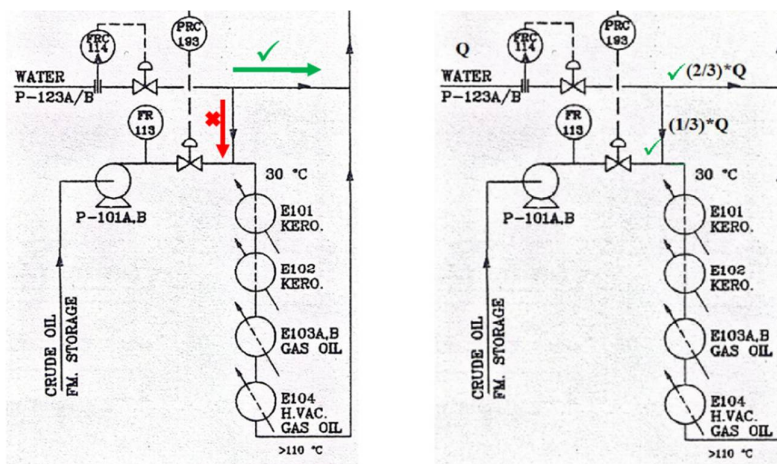 FRC
114
PRC
193
WATER
P-123A/B
FR
113
30 °C
P-101A,B
E101
KERO.
E102
KERO.
E103A,B
GAS OIL
E104
H.VAC.
GAS OIL
>110 °C
CRUDE OIL
FM. STORAGE
Q
FRC
114
PRC
193
WATER
P-123A/B
(2/3)*Q
(1/3)*Q
FR
113
30 °C
P-101A,B
E101
KERO.
E102
KERO.
E103A,B
GAS OIL
E104
H.VAC.
GAS OIL
>110 °C
CRUDE OIL
FM. STORAGE